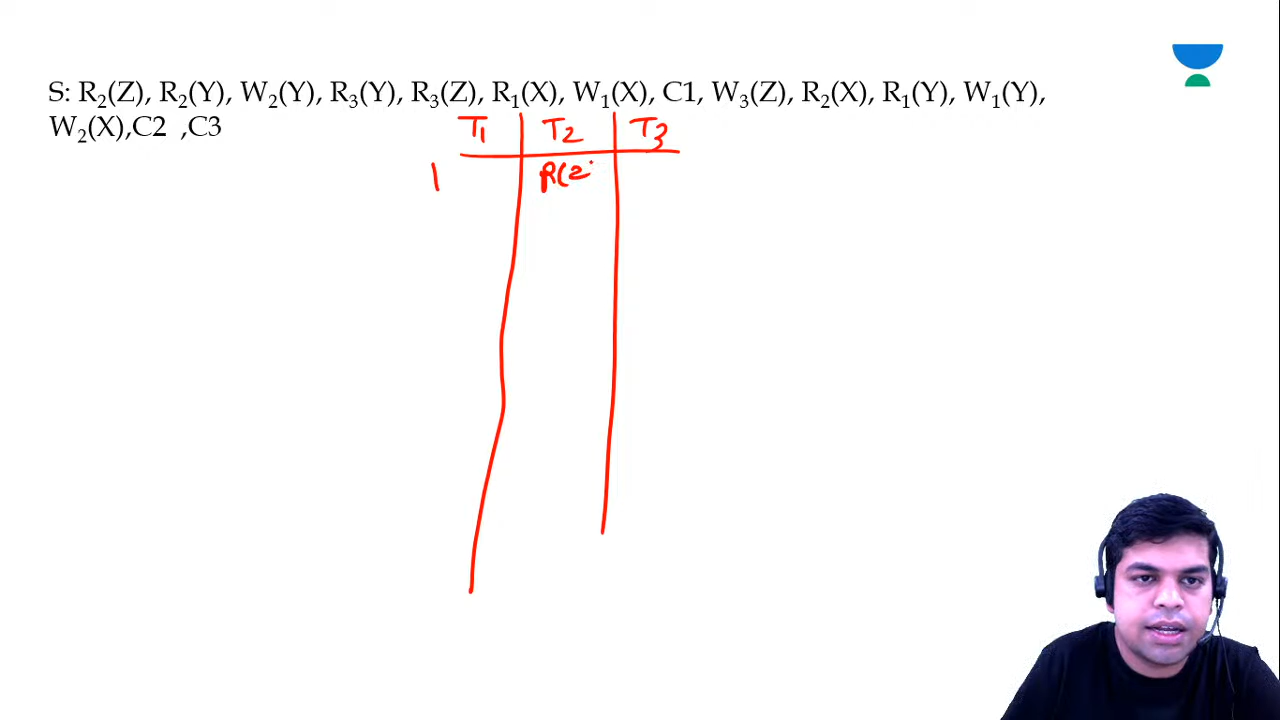 S: R₂(Z), R₂(Y), W₂(Y), R₃(Y), R₃(Z), R₁(X), W₁(X), C1, W₃(Z), R₂(X), R₁(Y), W₁(Y),
W₂(X),C2 ,C3
T₁ T₂ T₃
1 R(2